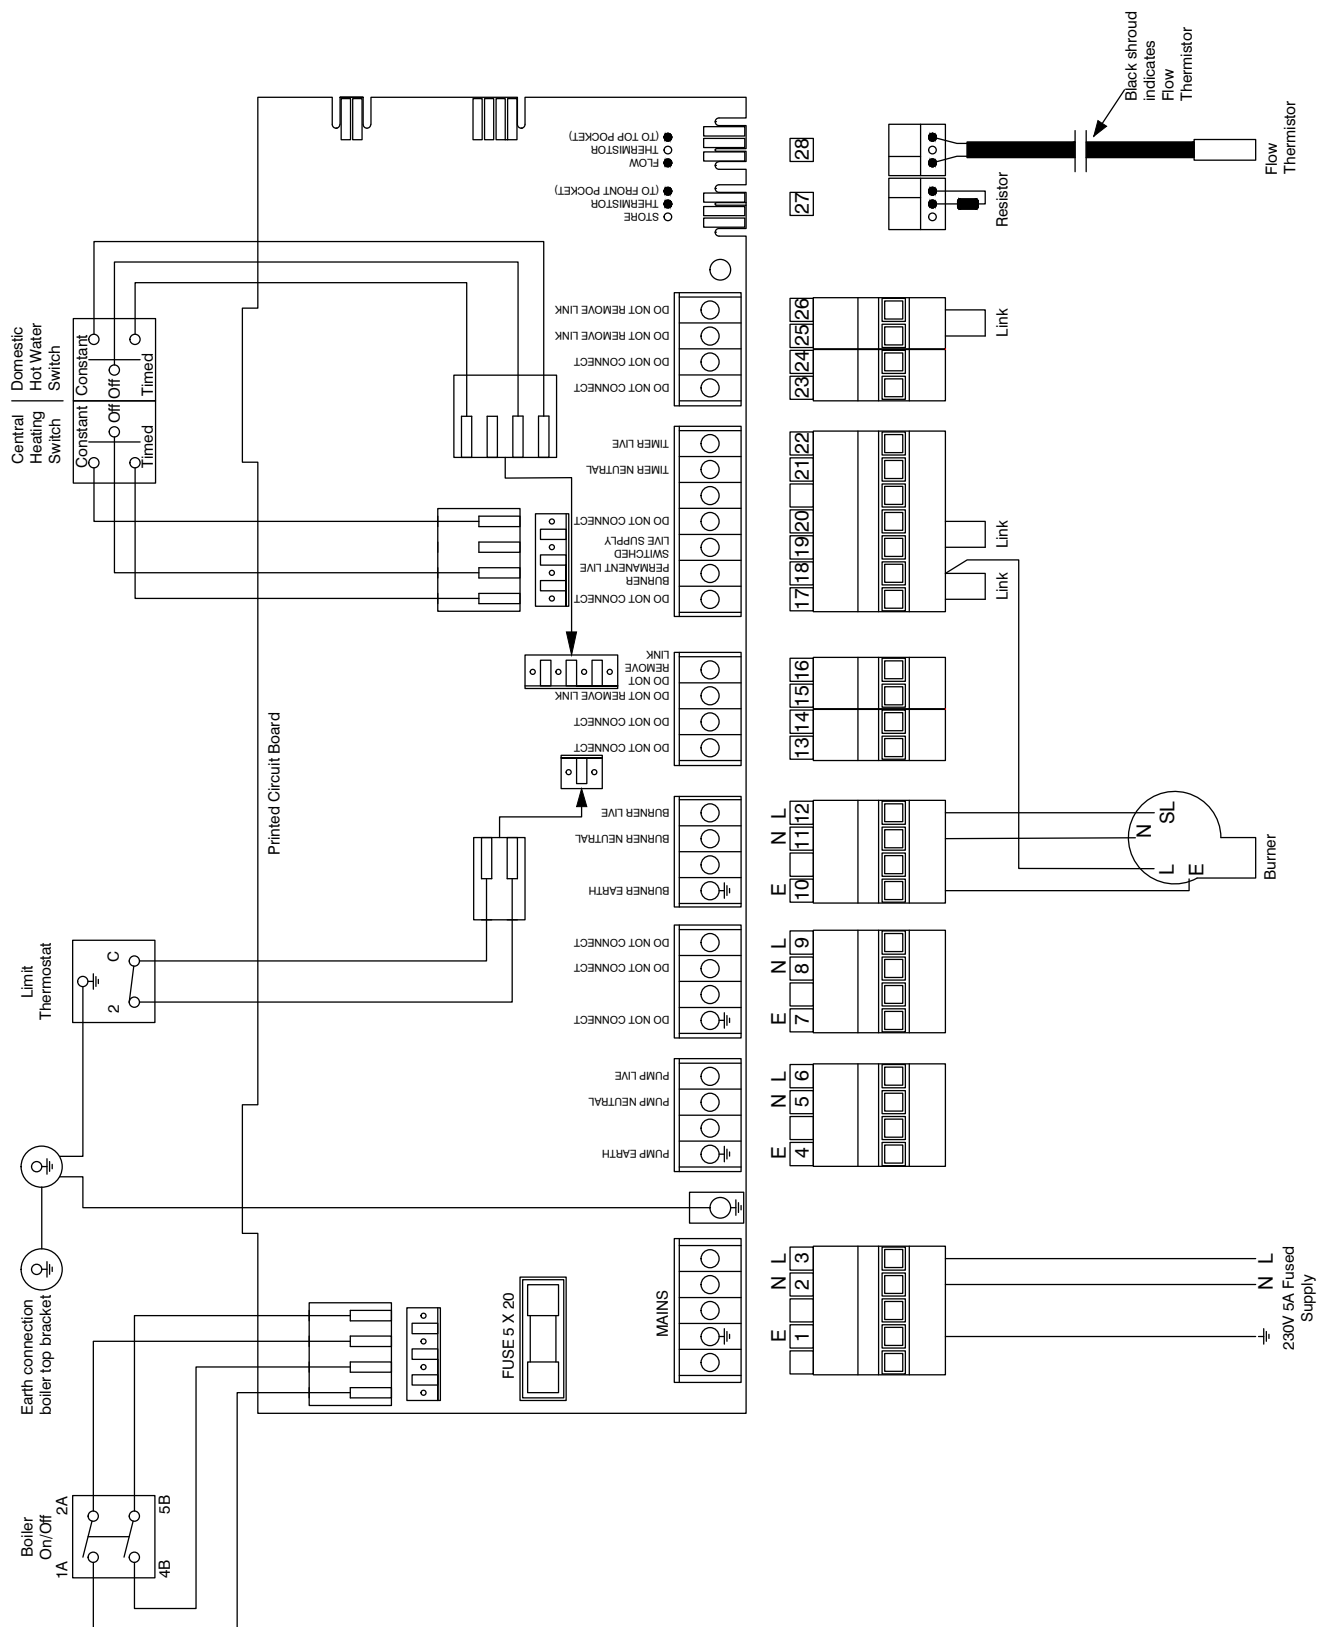 Boiler
On/Off
1A
2A
4B
5B
Earth connection
boiler top bracket
Limit
Thermostat
2
C
Central
Heating
Switch
Domestic
Hot Water
Switch
Constant
Off
Timed
Constant
Off
Timed
Printed Circuit Board
FUSE 5 X 20
MAINS
PUMP EARTH
PUMP NEUTRAL
PUMP LIVE
DO NOT CONNECT
DO NOT CONNECT
DO NOT CONNECT
BURNER EARTH
BURNER NEUTRAL
BURNER LIVE
DO NOT CONNECT
DO NOT CONNECT
DO NOT REMOVE LINK
DO NOT
REMOVE
LINK
DO NOT CONNECT
BURNER
PERMANENT LIVE
SWITCHED
LIVE SUPPLY
DO NOT CONNECT
TIMER NEUTRAL
TIMER LIVE
DO NOT CONNECT
DO NOT CONNECT
DO NOT REMOVE LINK
DO NOT REMOVE LINK
STORE
THERMISTOR
(TO FRONT POCKET)
FLOW
THERMISTOR
(TO TOP POCKET)
E N L
1 2 3
E N L
4 5 6
E N L
7 8 9
E N L
10 11 12
13 14 15 16
17 18 19 20 21 22
23 24 25 26
27
28
Link
Link
Link
Resistor
Black shroud
indicates
Flow
Thermistor
Flow
Thermistor
E
L
N
SL
Burner
N L
230V 5A Fused
Supply